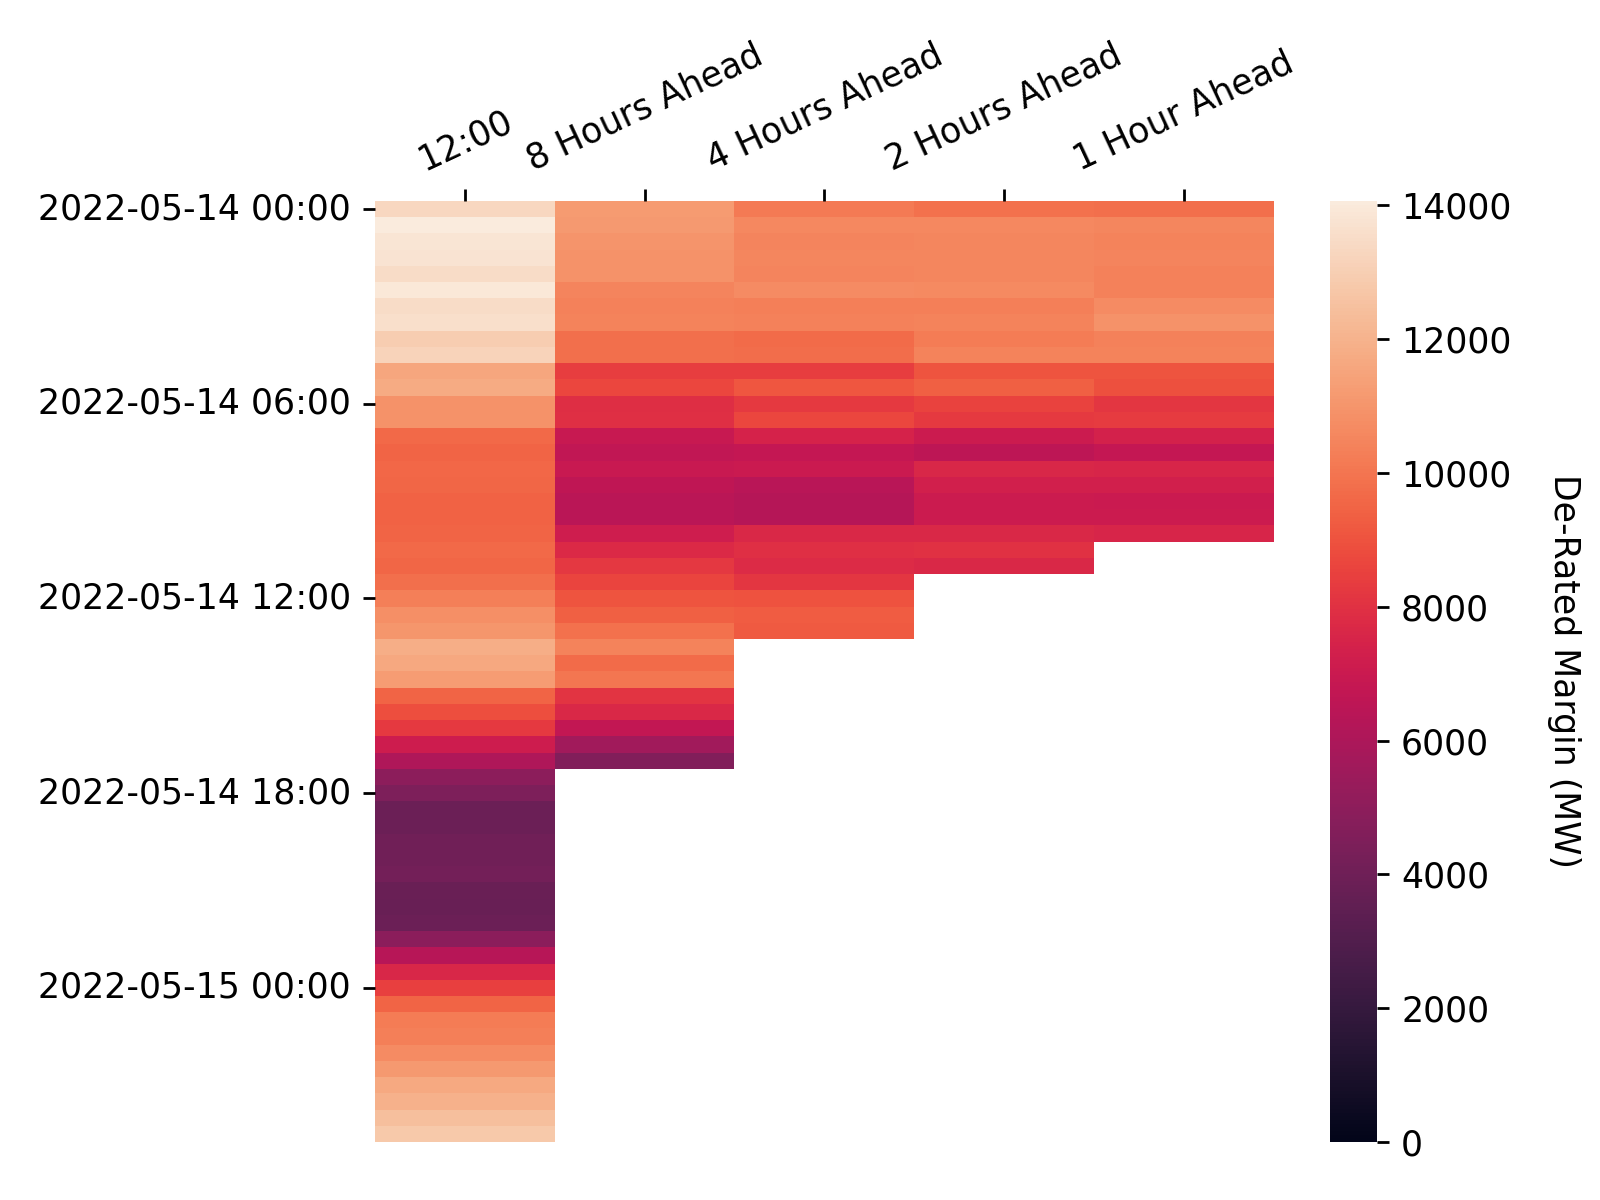 12:00
8 Hours Ahead
4 Hours Ahead
2 Hours Ahead
1 Hour Ahead
2022-05-14 00:00
2022-05-14 06:00
2022-05-14 12:00
2022-05-14 18:00
2022-05-15 00:00
14000
12000
10000
8000
6000
4000
2000
0
De-Rated Margin (MW)